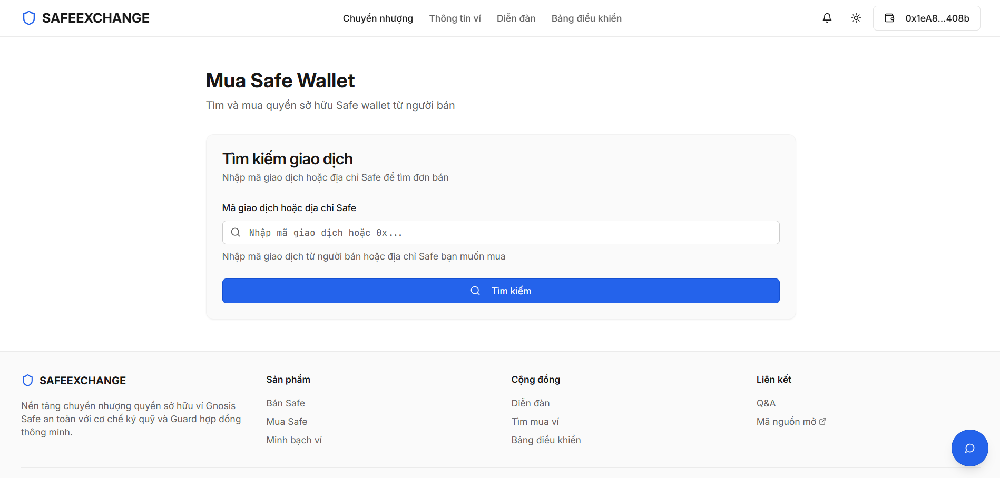 SAFEEXCHANGE
Chuyển nhượng
Thông tin ví
Diễn đàn
Bảng điều khiển
0x1eA8...408b
Mua Safe Wallet
Tìm và mua quyền sở hữu Safe wallet từ người bán
Tìm kiếm giao dịch
Nhập mã giao dịch hoặc địa chỉ Safe để tìm đơn bán
Mã giao dịch hoặc địa chỉ Safe
Nhập mã giao dịch hoặc 0x...
Nhập mã giao dịch từ người bán hoặc địa chỉ Safe bạn muốn mua
Tìm kiếm
SAFEEXCHANGE
Nền tảng chuyển nhượng quyền sở hữu ví Gnosis
Safe an toàn với cơ chế ký quỹ và Guard hợp đồng
thông minh.
Sản phẩm
Bán Safe
Mua Safe
Minh bạch ví
Cộng đồng
Diễn đàn
Tìm mua ví
Bảng điều khiển
Liên kết
Q&A
Mã nguồn mở